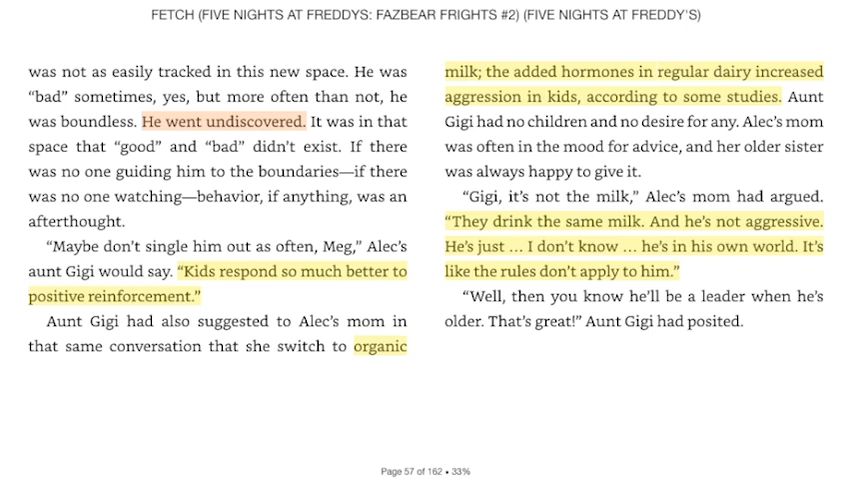 FETCH (FIVE NIGHTS AT FREDDYS: FAZBEAR FRIGHTS #2) (FIVE NIGHTS AT FREDDY'S)
was not as easily tracked in this new space. He was
“bad” sometimes, yes, but more often than not, he
was boundless. He went undiscovered. It was in that
space that “good” and “bad” didn’t exist. If there
was no one guiding him to the boundaries—if there
was no one watching—behavior, if anything, was an
afterthought.
“Maybe don’t single him out as often, Meg,” Alec’s
aunt Gigi would say. “Kids respond so much better to
positive reinforcement.”
Aunt Gigi had also suggested to Alec’s mom in
that same conversation that she switch to organic
milk; the added hormones in regular dairy increased
aggression in kids, according to some studies. Aunt
Gigi had no children and no desire for any. Alec’s mom
was often in the mood for advice, and her older sister
was always happy to give it.
“Gigi, it’s not the milk,” Alec’s mom had argued.
“They drink the same milk. And he’s not aggressive.
He’s just … I don’t know … he’s in his own world. It’s
like the rules don’t apply to him.”
“Well, then you know he’ll be a leader when he’s
older. That’s great!” Aunt Gigi had posited.
Page 57 of 162 • 33%